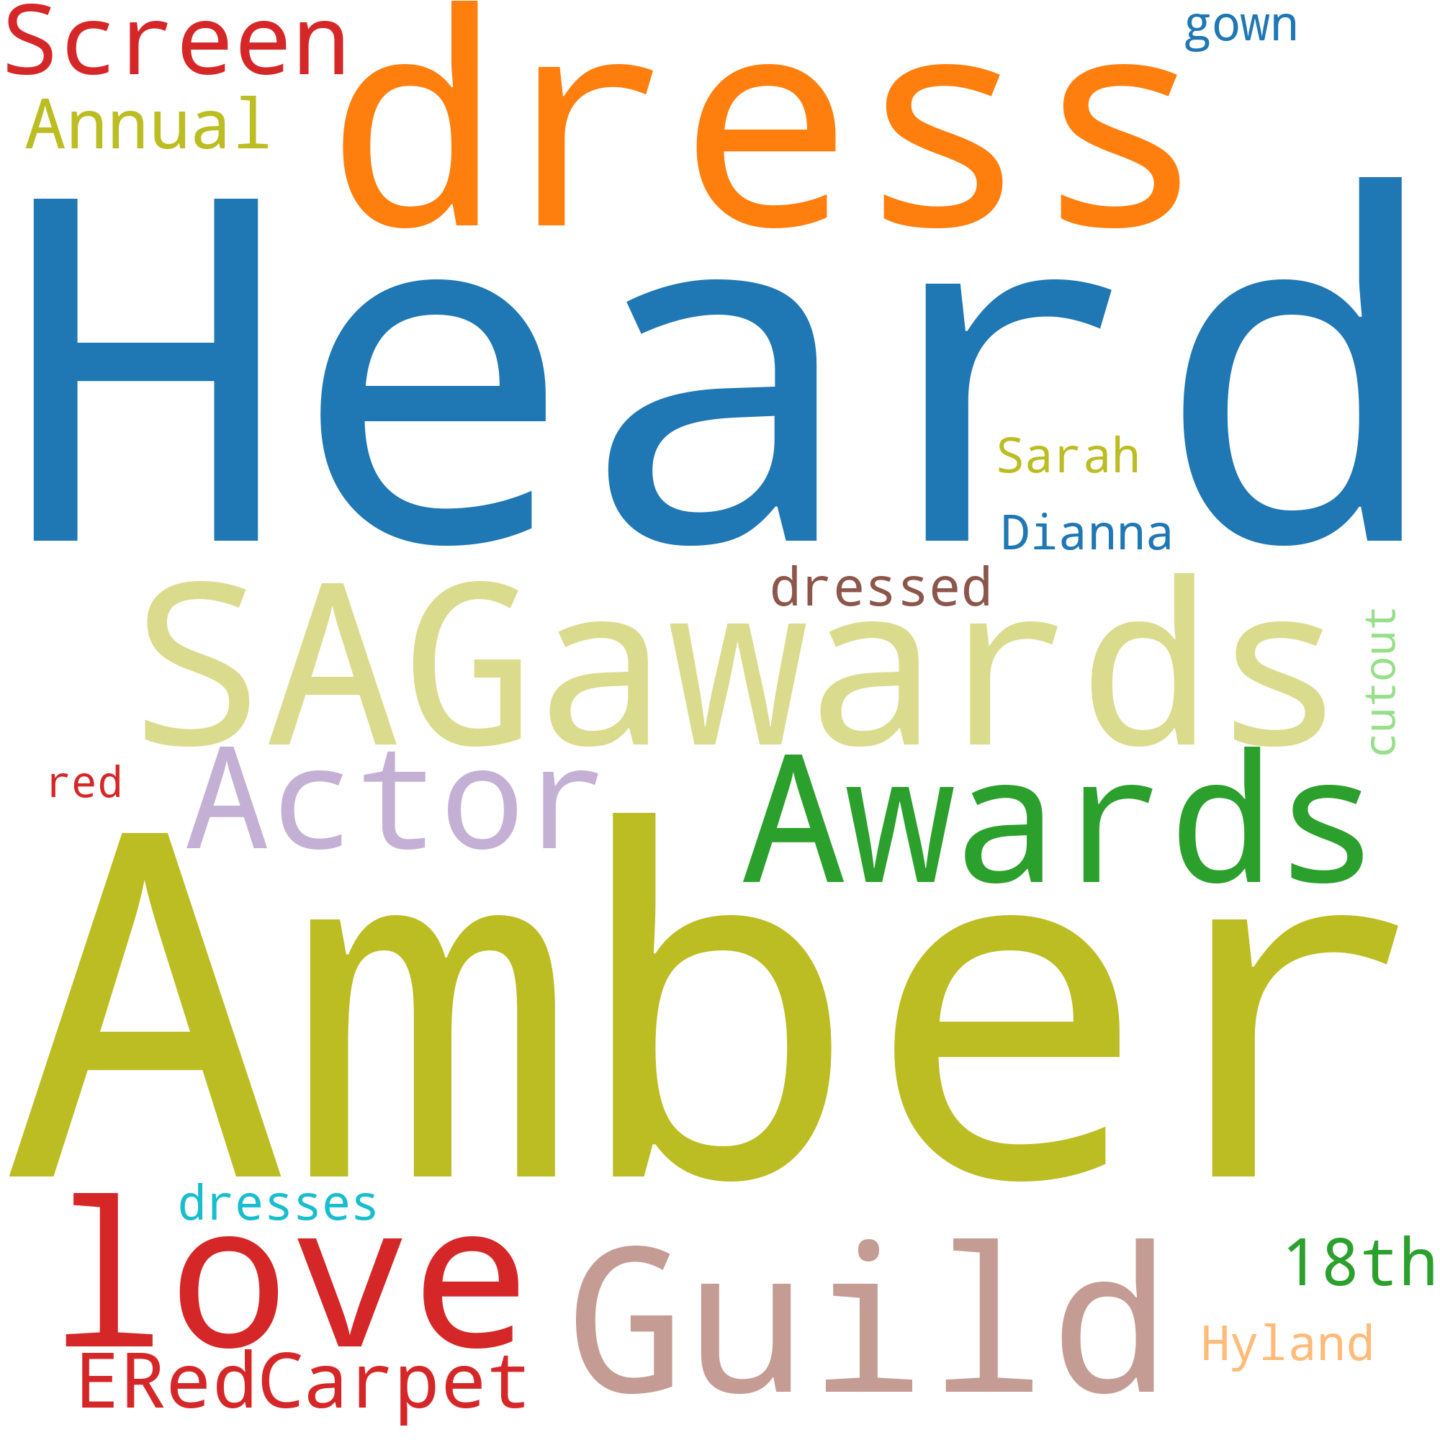 Screen
dress
gown
Annual
Heard
Sarah
Dianna
SAGawards
dressed
cutout
red
Actor
Awards
Amber
love
dresses
Guild
18th
ERedCarpet
Hyland